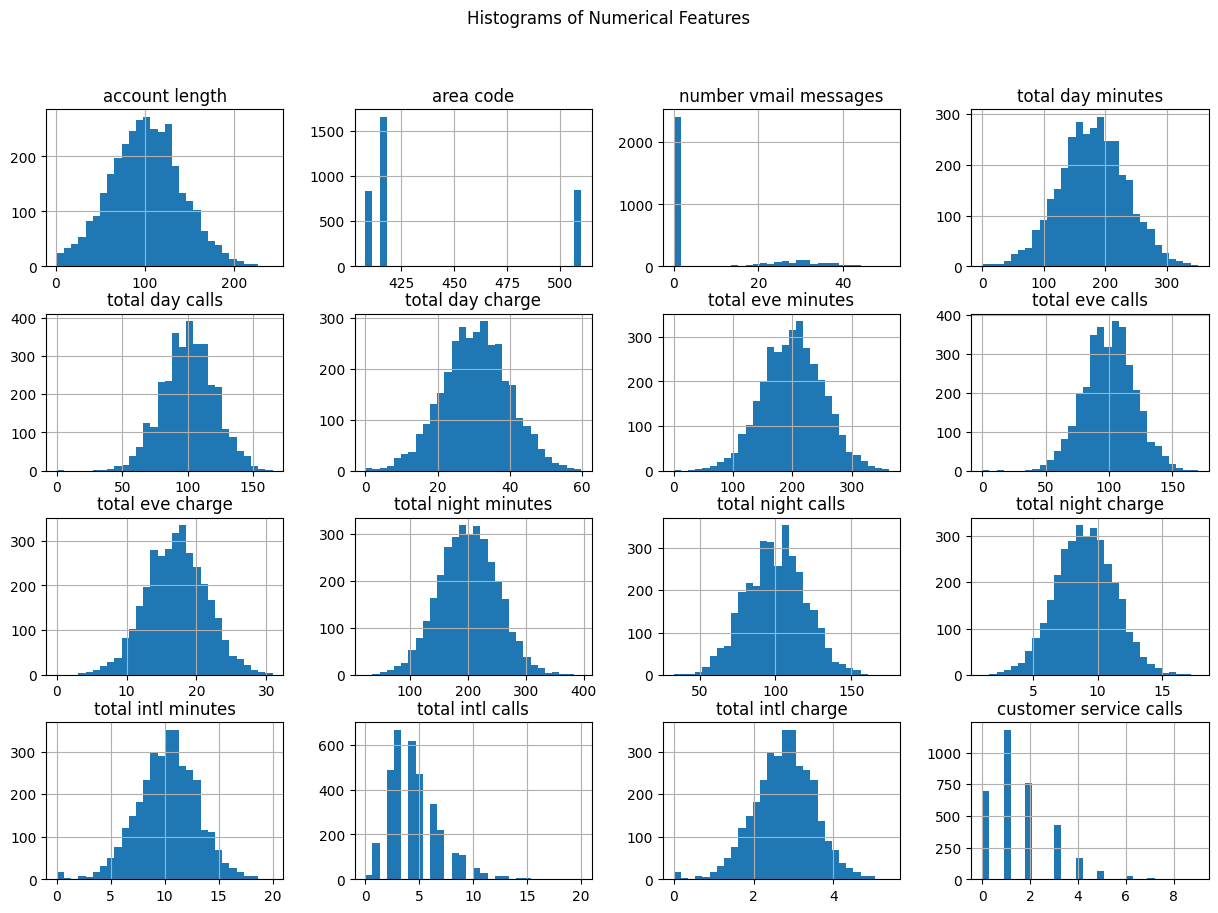 Histograms of Numerical Features
account length
area code
number vmail messages
total day minutes
200
100
0
0 100 200
1500
1000
500
0
425 450 475 500
2000
1000
0
0 20 40
300
200
100
0
0 100 200 300
total day calls
total day charge
total eve minutes
total eve calls
400
300
200
100
0
0 50 100 150
300
200
100
0
0 20 40 60
300
200
100
0
0 100 200 300
400
300
200
100
0
0 50 100 150
total eve charge
total night minutes
total night calls
total night charge
300
200
100
0
0 10 20 30
300
200
100
0
100 200 300 400
300
200
100
0
50 100 150
300
200
100
0
5 10 15
total intl minutes
total intl calls
total intl charge
customer service calls
300
200
100
0
0 5 10 15 20
600
400
200
0
0 5 10 15 20
300
200
100
0
0 2 4
1000
750
500
250
0
0 2 4 6 8